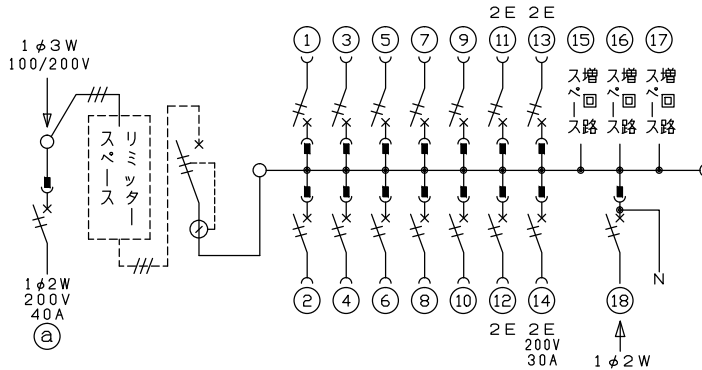 1φ3W
100/200V
リミッター
スペース
1φ2W
200V
40A
a
2E 2E
1 3 5 7 9 11 13 15 16 17
増回路
スペース
増回路
スペース
増回路
スペース
N
2 4 6 8 10 12 14 18
2E 2E
200V
30A
1φ2W